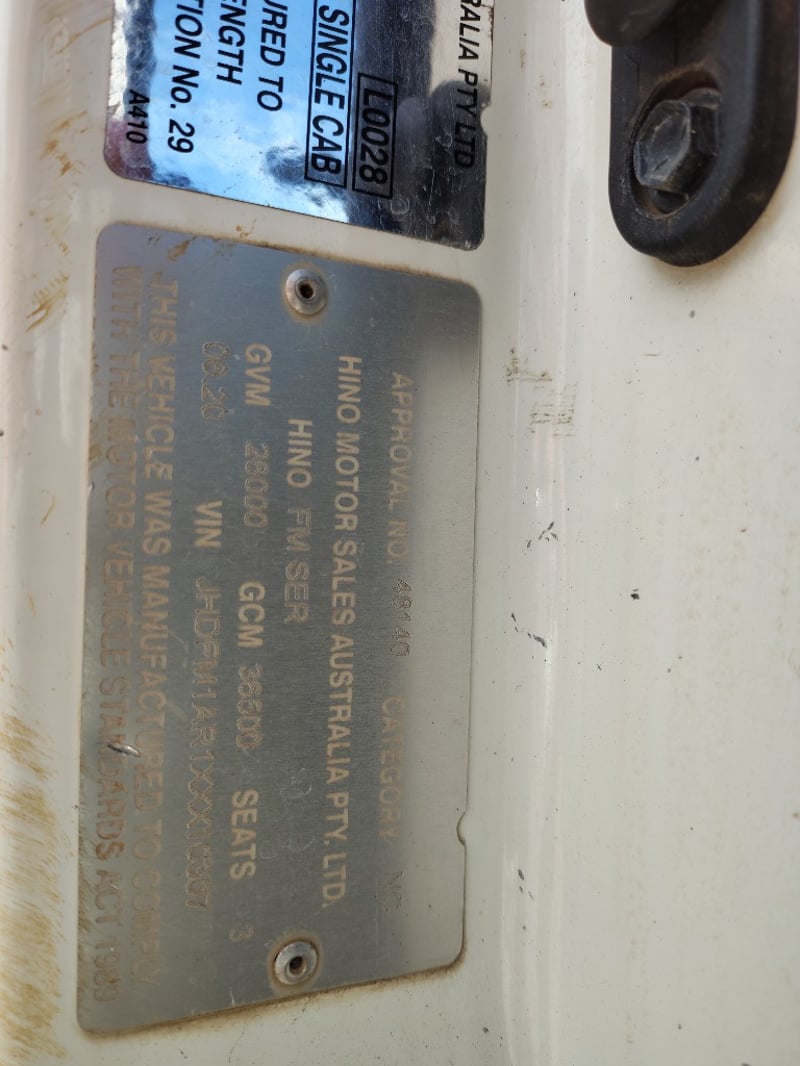 RALIA PTY LTD
L0028
SINGLE CAB
URED TO
ENGTH
TION No. 29
A410
APPROVAL NO. 48140 CATEGORY NC
HINO MOTOR SALES AUSTRALIA PTY. LTD.
HINO FM SER
GVM 26000 GCM 36500 SEATS 3
06.20 VIN
THIS VEHICLE WAS MANUFACTURED TO COMPLY
WITH THE MOTOR VEHICLE STANDARDS ACT 1989